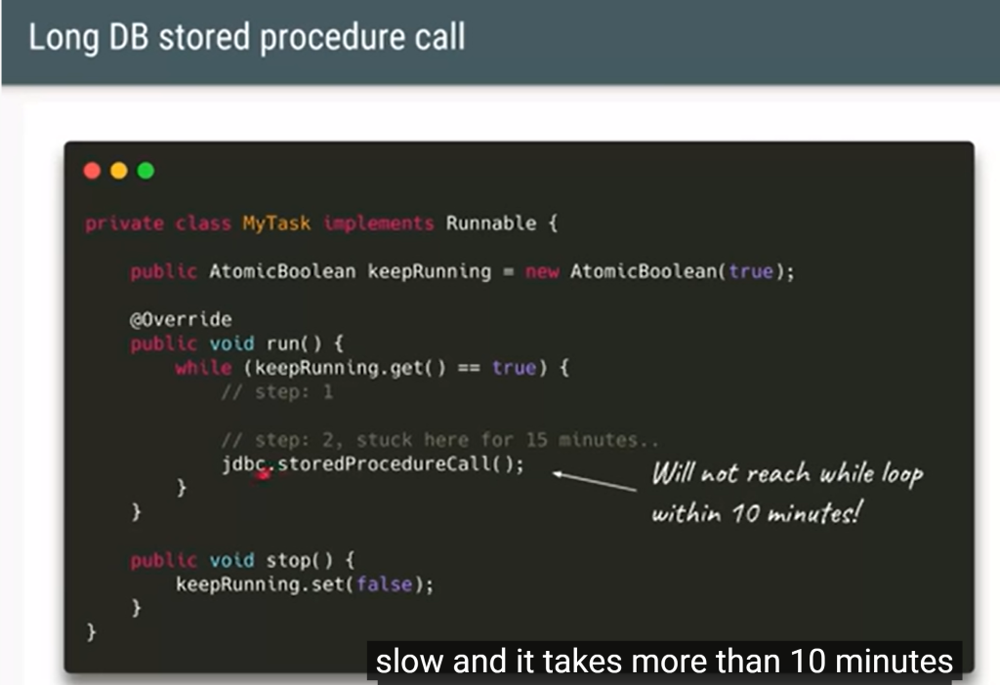 Long DB stored procedure call
private class MyTask implements Runnable {
public AtomicBoolean keepRunning = new AtomicBoolean(true);
@Override
public void run() {
while (keepRunning.get() == true) {
// step: 1
// step: 2, stuck here for 15 minutes..
jdbc.storedProcedureCall();
Will not reach while loop
within 10 minutes!
}
}
public void stop() {
keepRunning.set(false);
}
}
slow and it takes more than 10 minutes